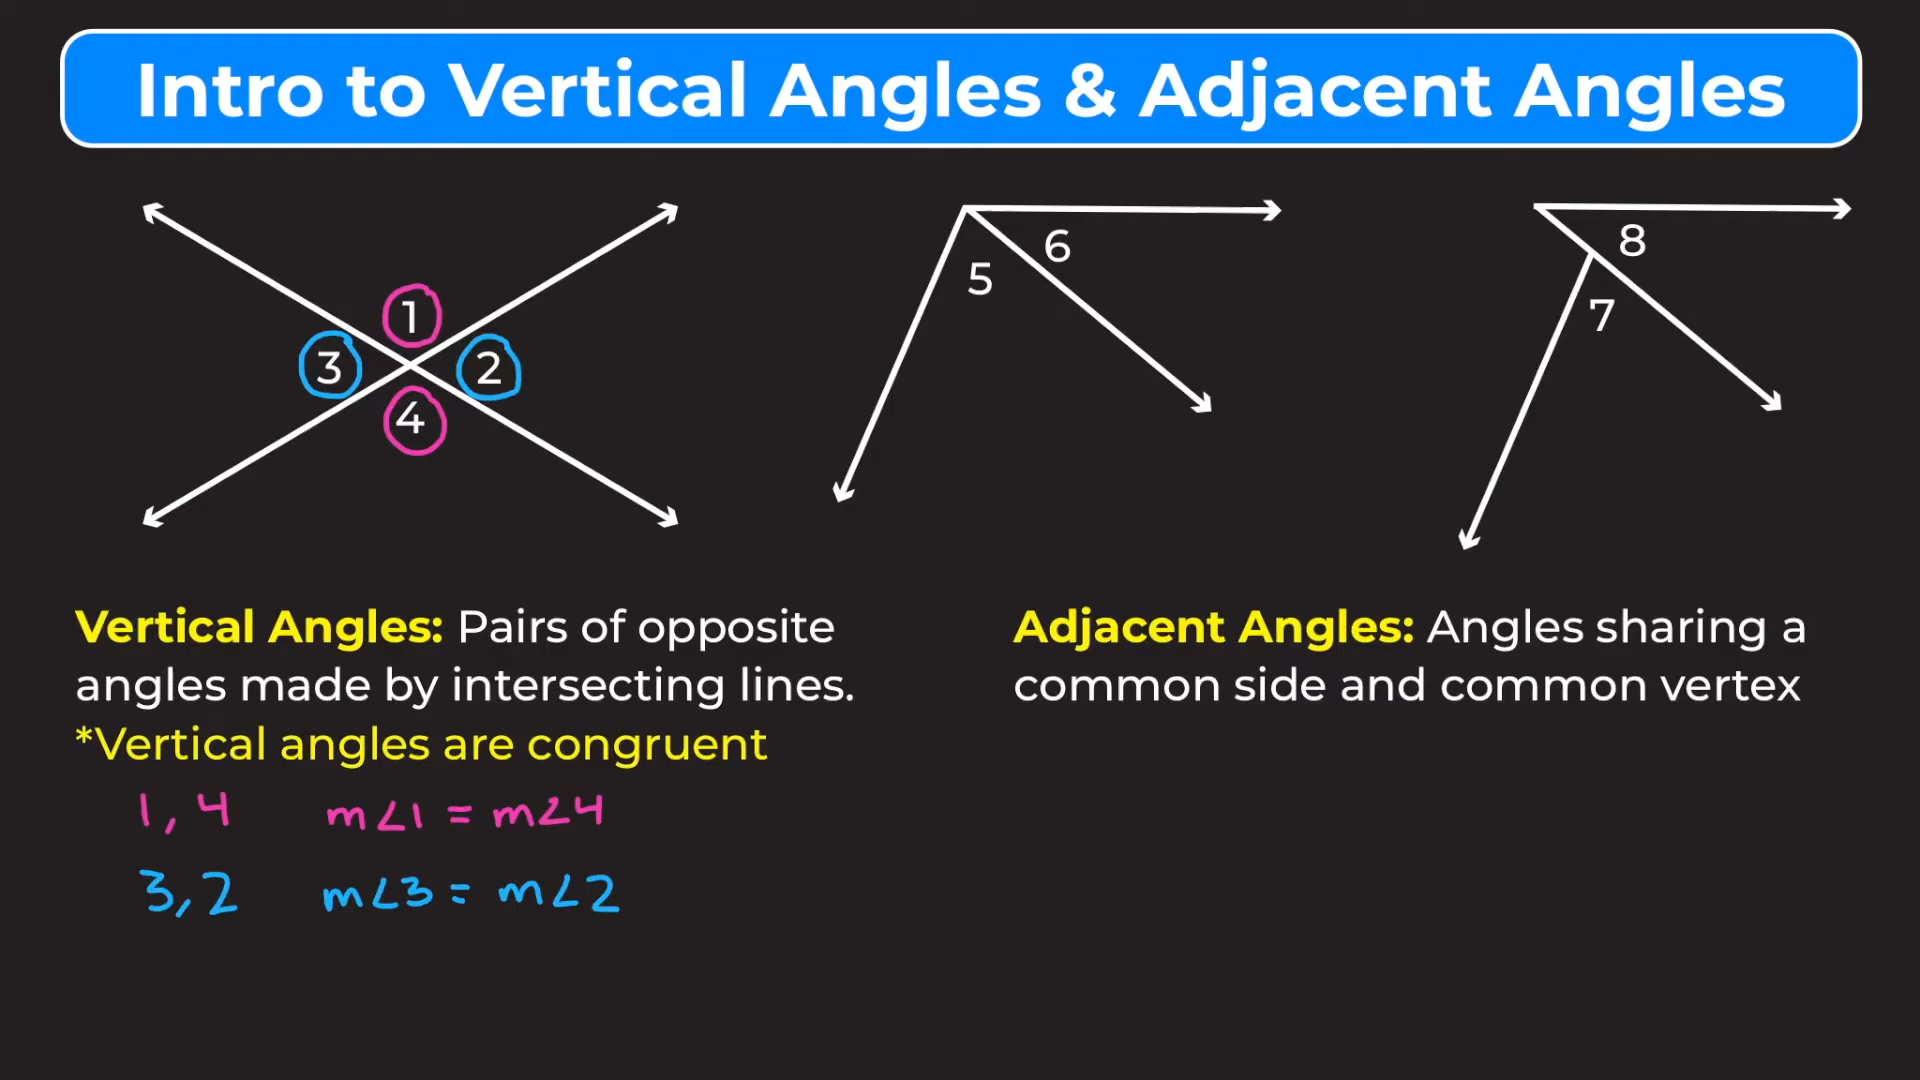 Intro to Vertical Angles & Adjacent Angles
1
3
2
4
5
6
8
7
Vertical Angles: Pairs of opposite
angles made by intersecting lines.
*Vertical angles are congruent
1, 4 m∠1 = m∠4
3, 2 m∠3 = m∠2
Adjacent Angles: Angles sharing a
common side and common vertex